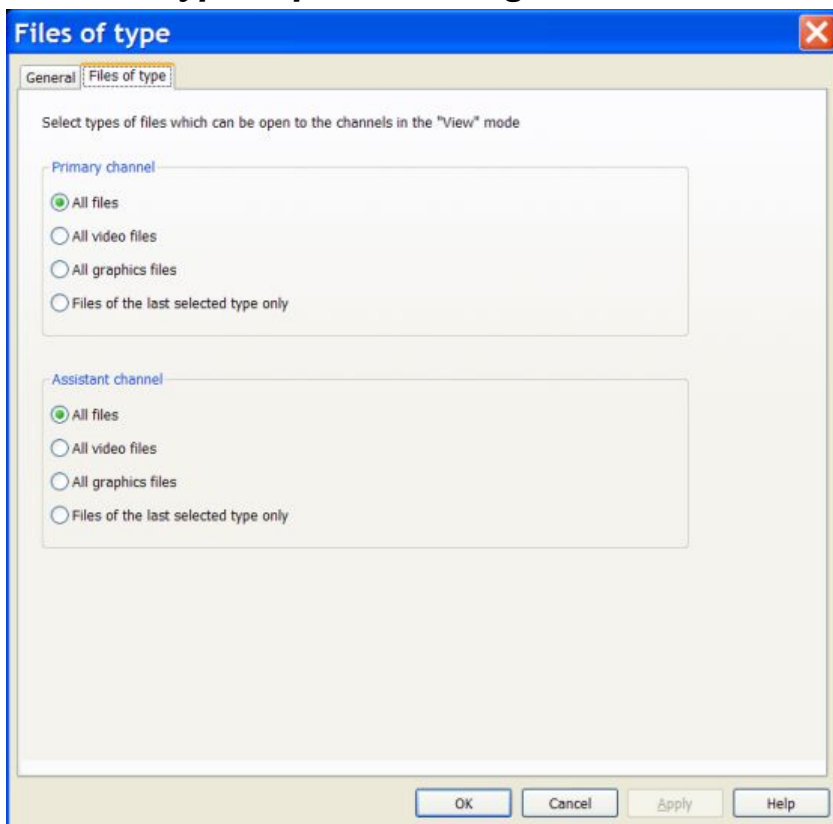 Files of type
General Files of type
Select types of files which can be open to the channels in the "View" mode
Primary channel
All files
All video files
All graphics files
Files of the last selected type only
Assistant channel
All files
All video files
All graphics files
Files of the last selected type only
OK Cancel Apply Help